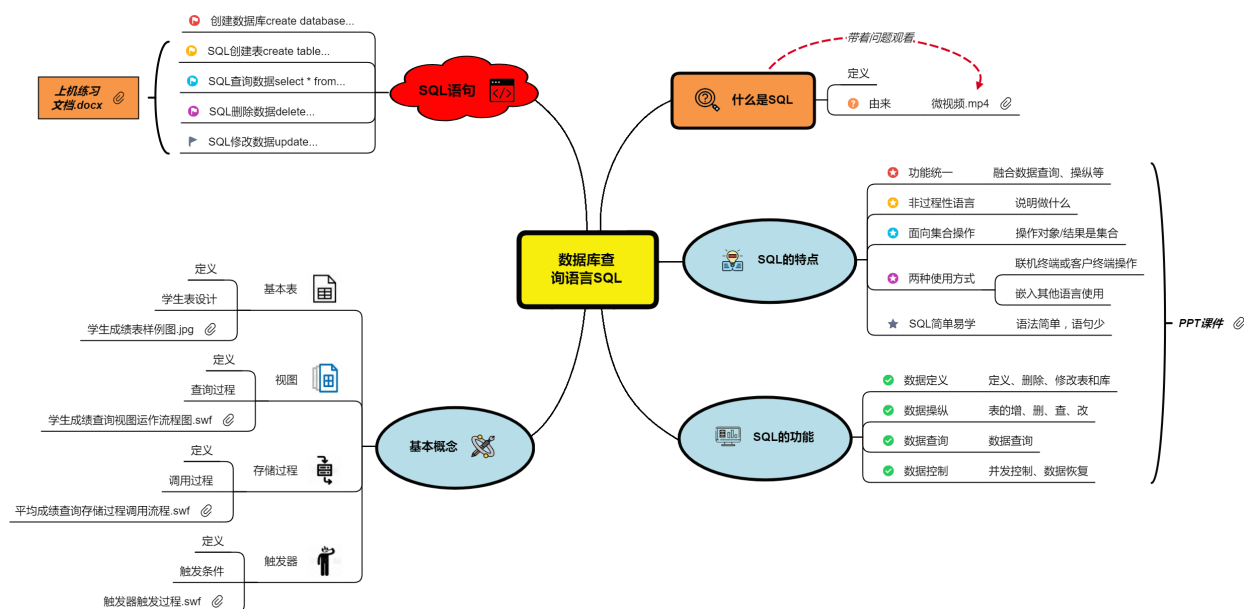 数据库查
询语言SQL
什么是SQL
带着问题观看
定义
由来
微视频.mp4
SQL的特点
功能统一
融合数据查询、操纵等
非过程性语言
说明做什么
面向集合操作
操作对象/结果是集合
两种使用方式
联机终端或客户终端操作
嵌入其他语言使用
SQL简单易学
语法简单，语句少
SQL的功能
数据定义
定义、删除、修改表和库
数据操纵
表的增、删、查、改
数据查询
数据查询
数据控制
并发控制、数据恢复
PPT课件
SQL语句
创建数据库create database...
SQL创建表create table...
SQL查询数据select * from...
SQL删除数据delete...
SQL修改数据update...
上机练习
文档.docx
基本概念
基本表
定义
学生表设计
学生成绩表样例图.jpg
视图
定义
查询过程
学生成绩查询视图运作流程图.swf
存储过程
定义
调用过程
平均成绩查询存储过程调用流程.swf
触发器
定义
触发条件
触发器触发过程.swf